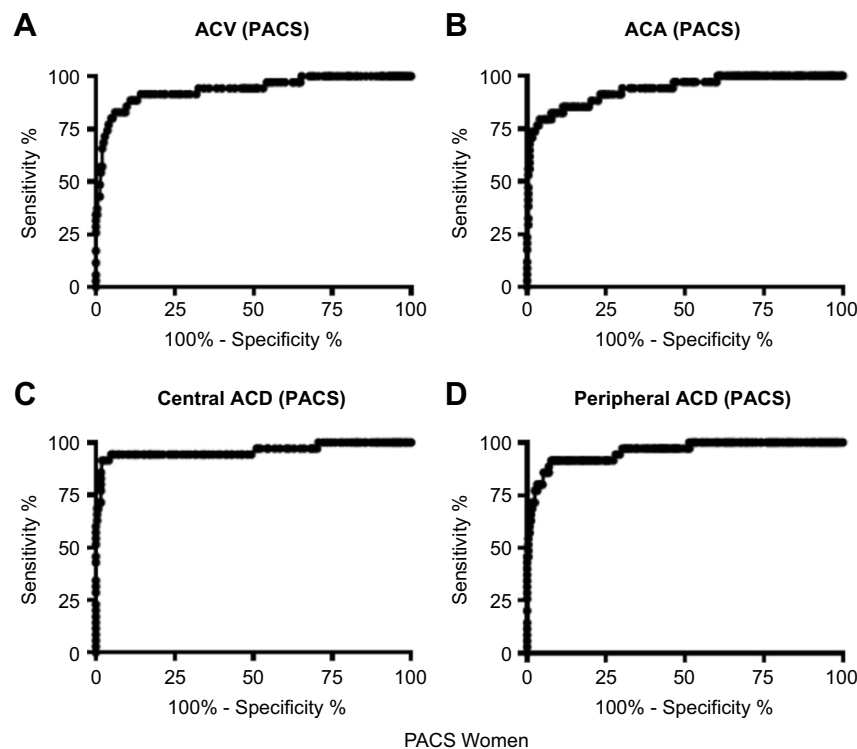 A
ACV (PACS)
100
75
50
25
0
Sensitivity %
0 25 50 75 100
100% - Specificity %
B
ACA (PACS)
100
75
50
25
0
Sensitivity %
0 25 50 75 100
100% - Specificity %
C
Central ACD (PACS)
100
75
50
25
0
Sensitivity %
0 25 50 75 100
100% - Specificity %
D
Peripheral ACD (PACS)
100
75
50
25
0
Sensitivity %
0 25 50 75 100
100% - Specificity %
PACS Women